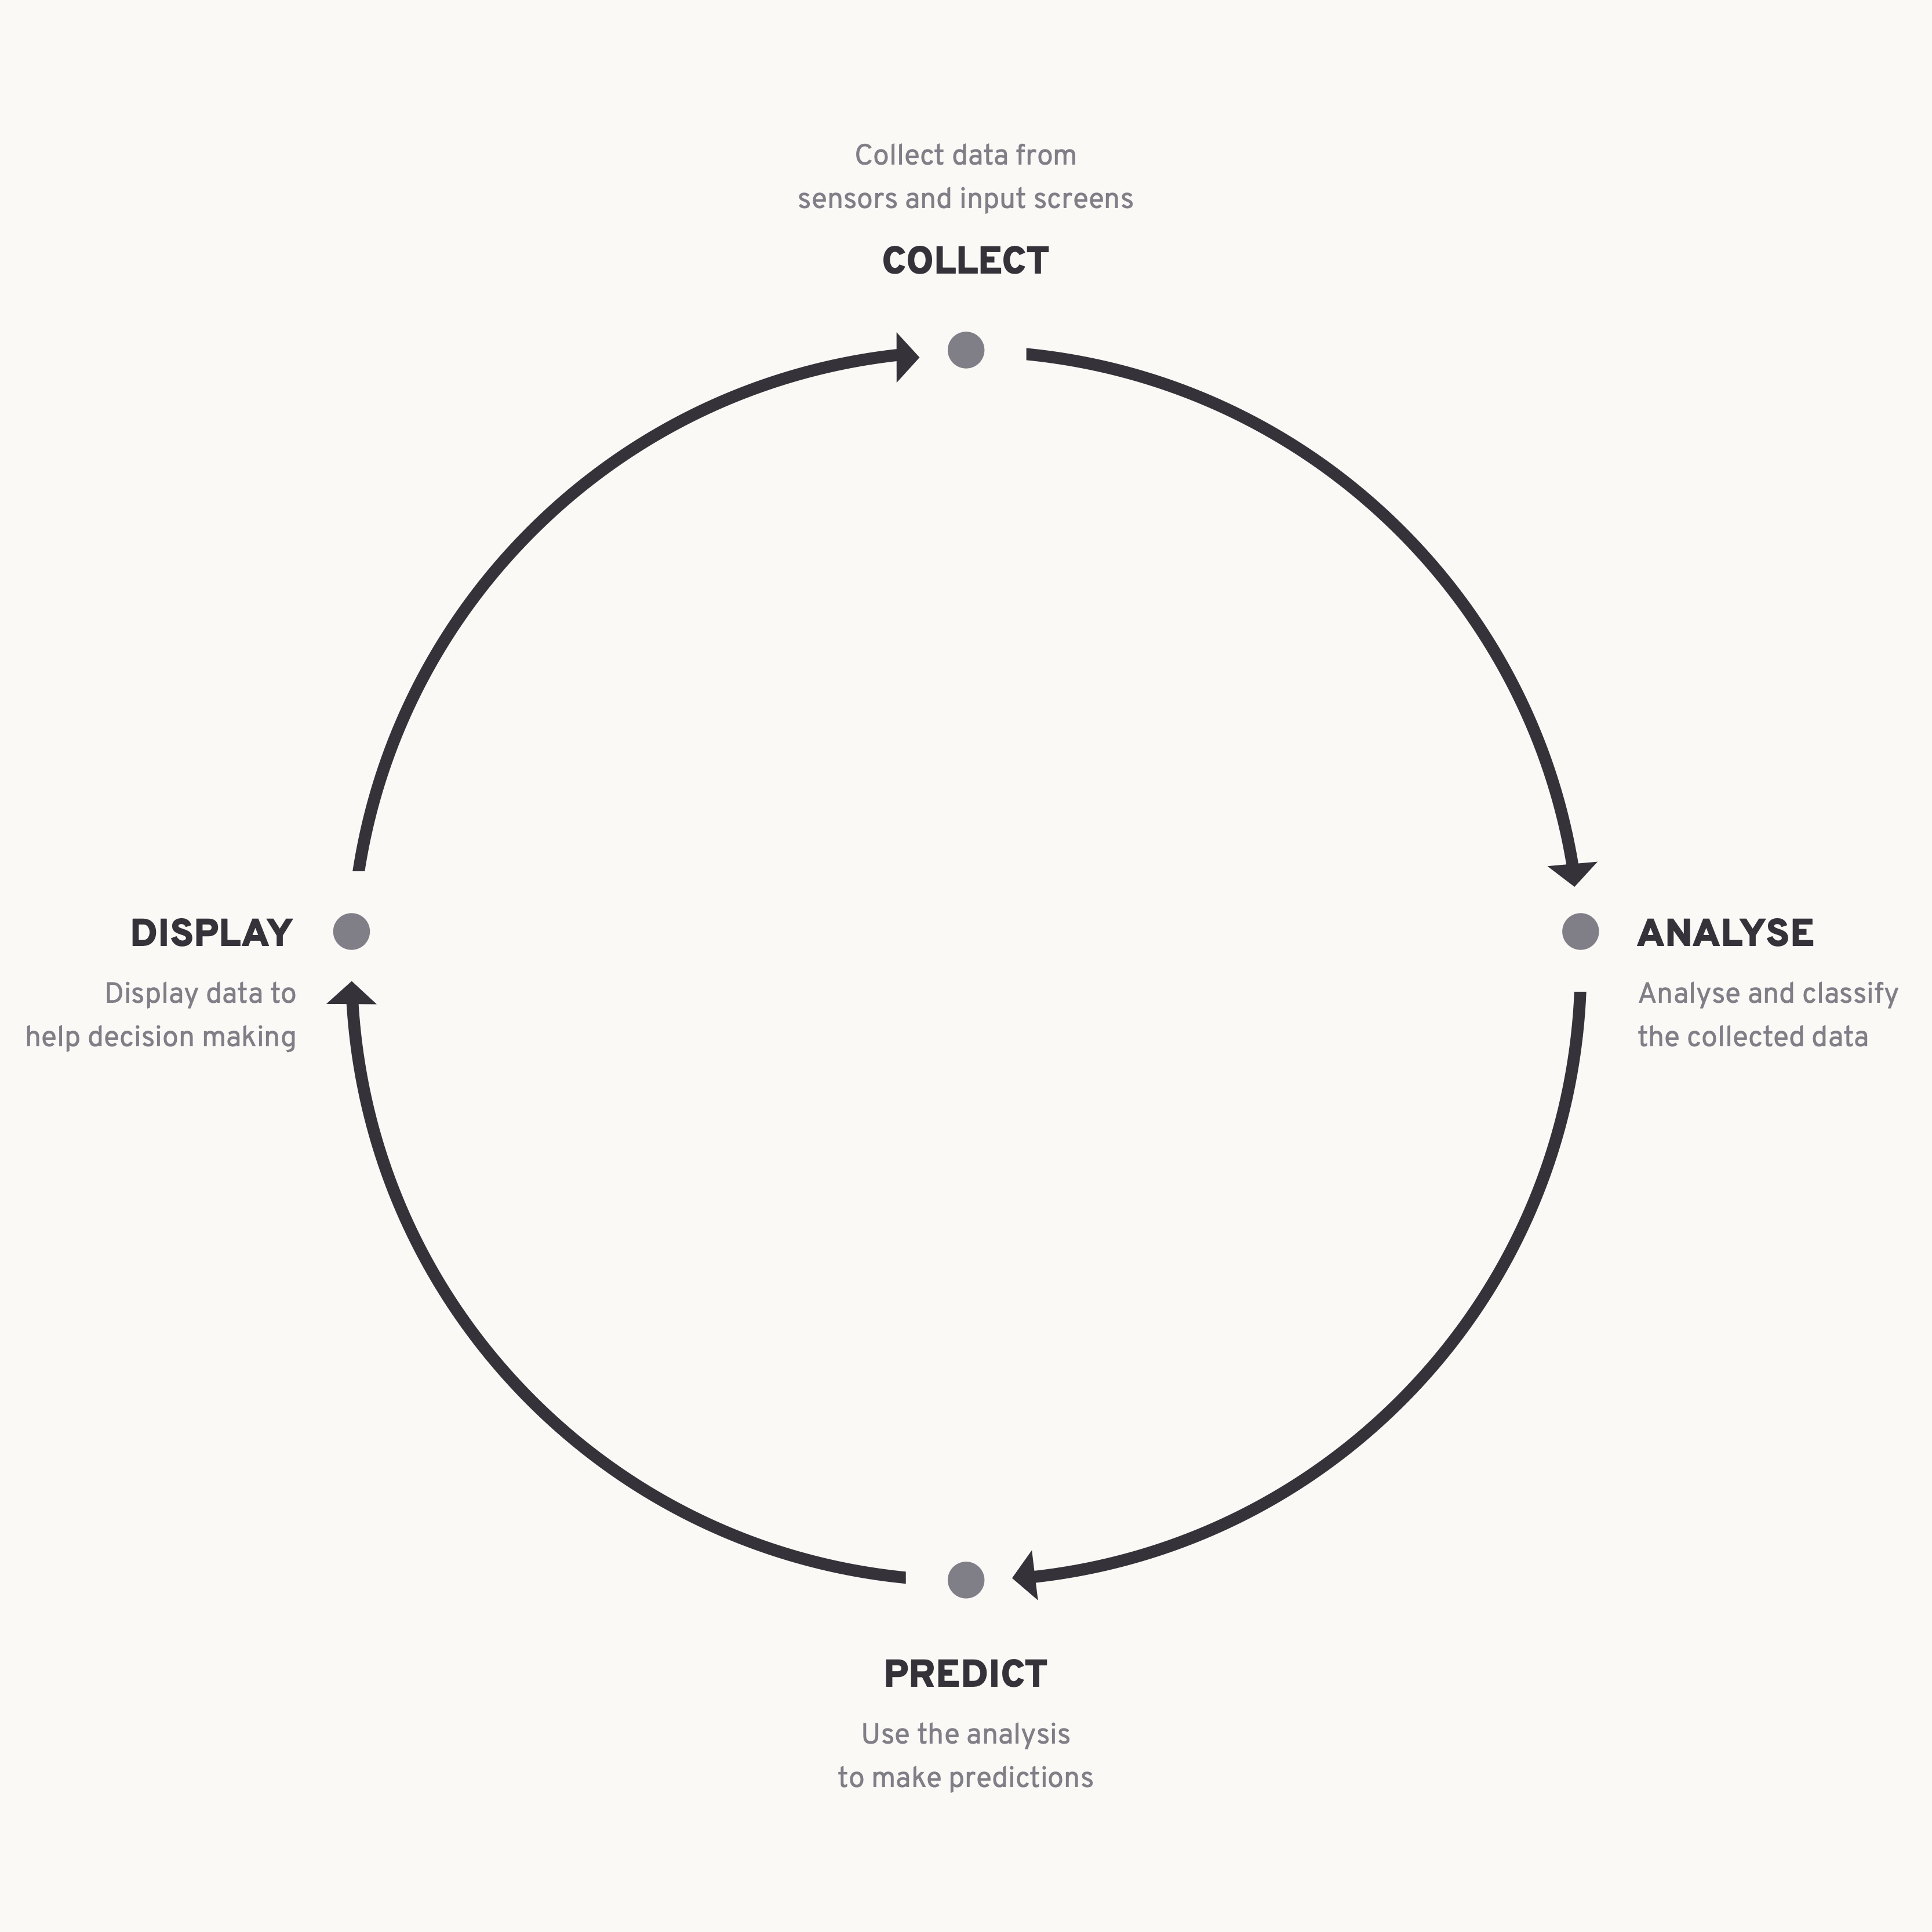 Collect data from
sensors and input screens
COLLECT
DISPLAY
Display data to
help decision making
ANALYSE
Analyse and classify
the collected data
PREDICT
Use the analysis
to make predictions